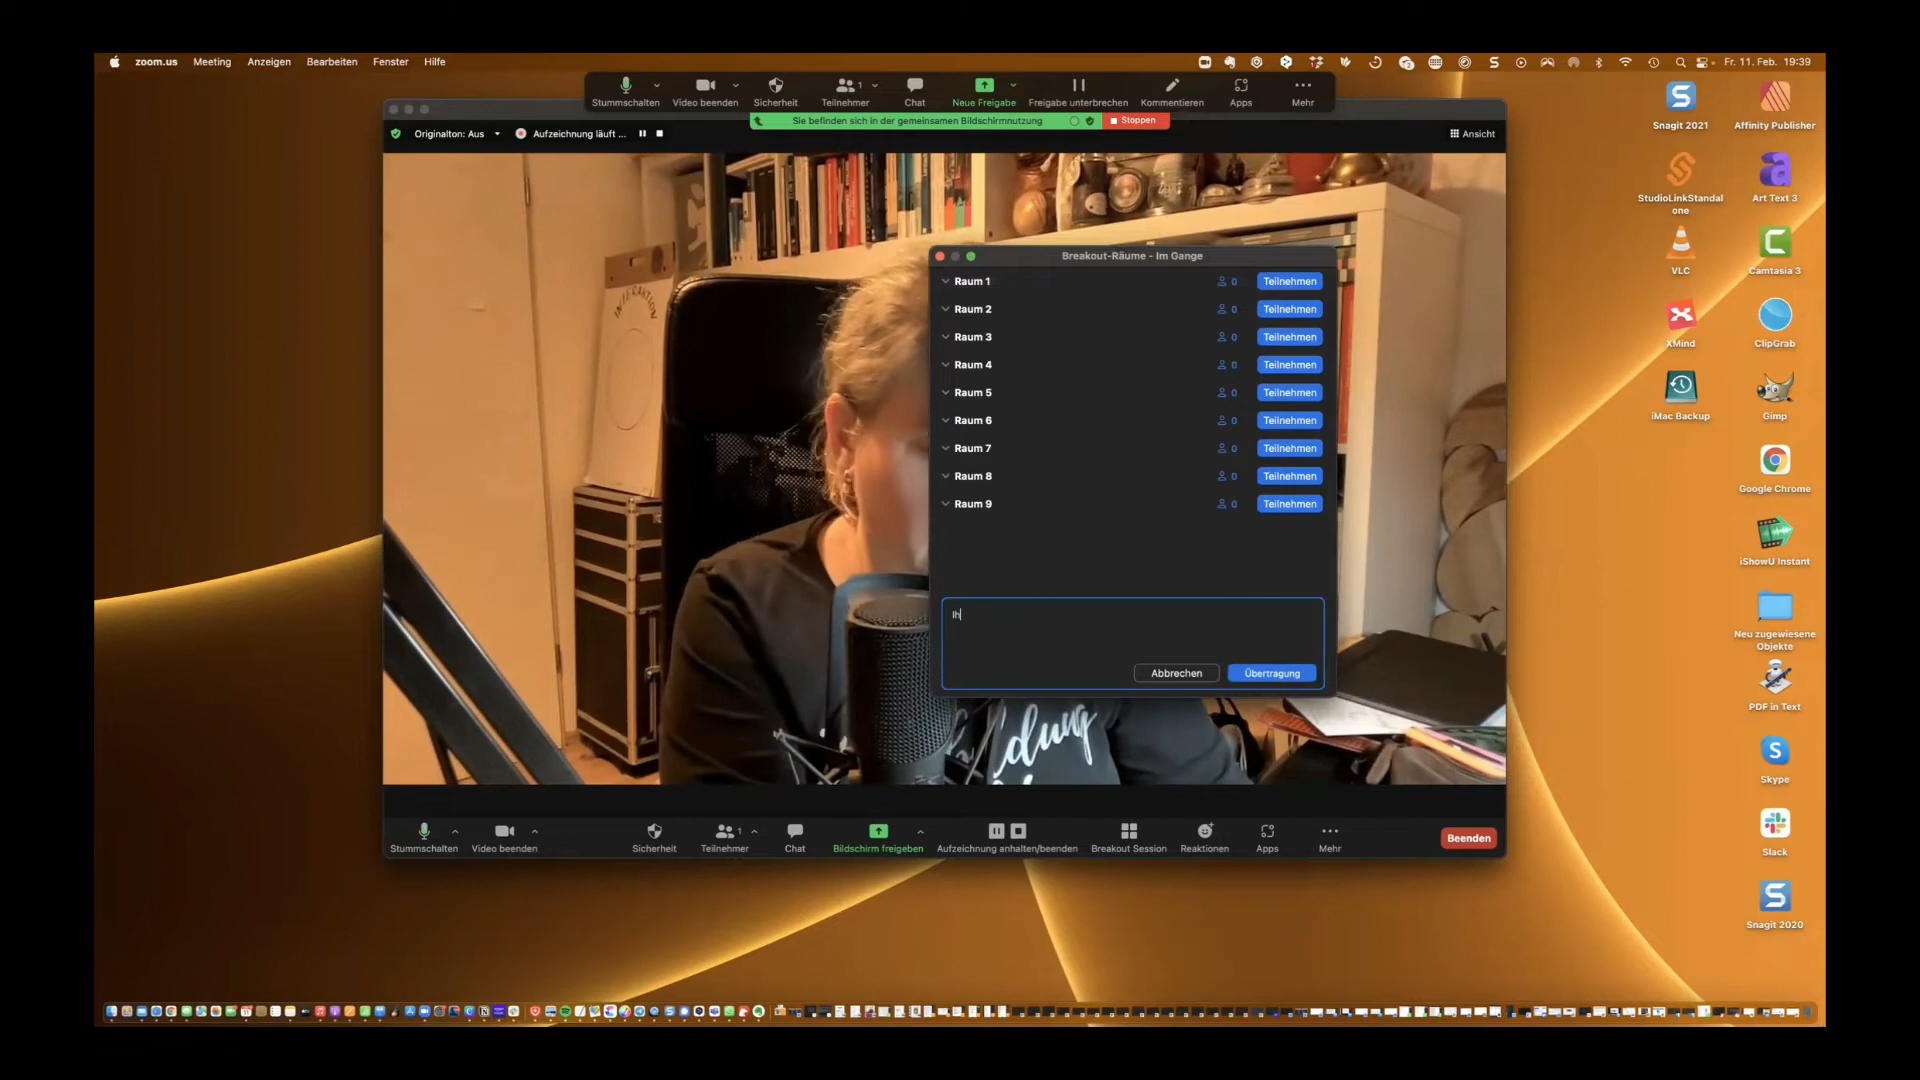 zoom.us Meeting Anzeigen Bearbeiten Fenster Hilfe
Fr. 11. Feb. 19:39
Stummschalten Video beenden Sicherheit Teilnehmer 1 Chat Neue Freigabe Freigabe unterbrechen Kommentieren Apps Mehr
Sie befinden sich in der gemeinsamen Bildschirmnutzung Stoppen
Originalton: Aus Aufzeichnung läuft ... Ansicht
INTERAKTION
Breakout-Räume - Im Gange
Raum 1 0 Teilnehmen
Raum 2 0 Teilnehmen
Raum 3 0 Teilnehmen
Raum 4 0 Teilnehmen
Raum 5 0 Teilnehmen
Raum 6 0 Teilnehmen
Raum 7 0 Teilnehmen
Raum 8 0 Teilnehmen
Raum 9 0 Teilnehmen
Ih
Abbrechen Übertragung
ldung
Stummschalten Video beenden Sicherheit Teilnehmer 1 Chat Bildschirm freigeben Aufzeichnung anhalten/beenden Breakout Session Reaktionen Apps Mehr Beenden
Snagit 2021 Affinity Publisher
StudioLinkStandal
one
Art Text 3
VLC Camtasia 3
XMind ClipGrab
iMac Backup Gimp
Google Chrome
iShowU Instant
Neu zugewiesene
Objekte
PDF in Text
Skype
Slack
Snagit 2020